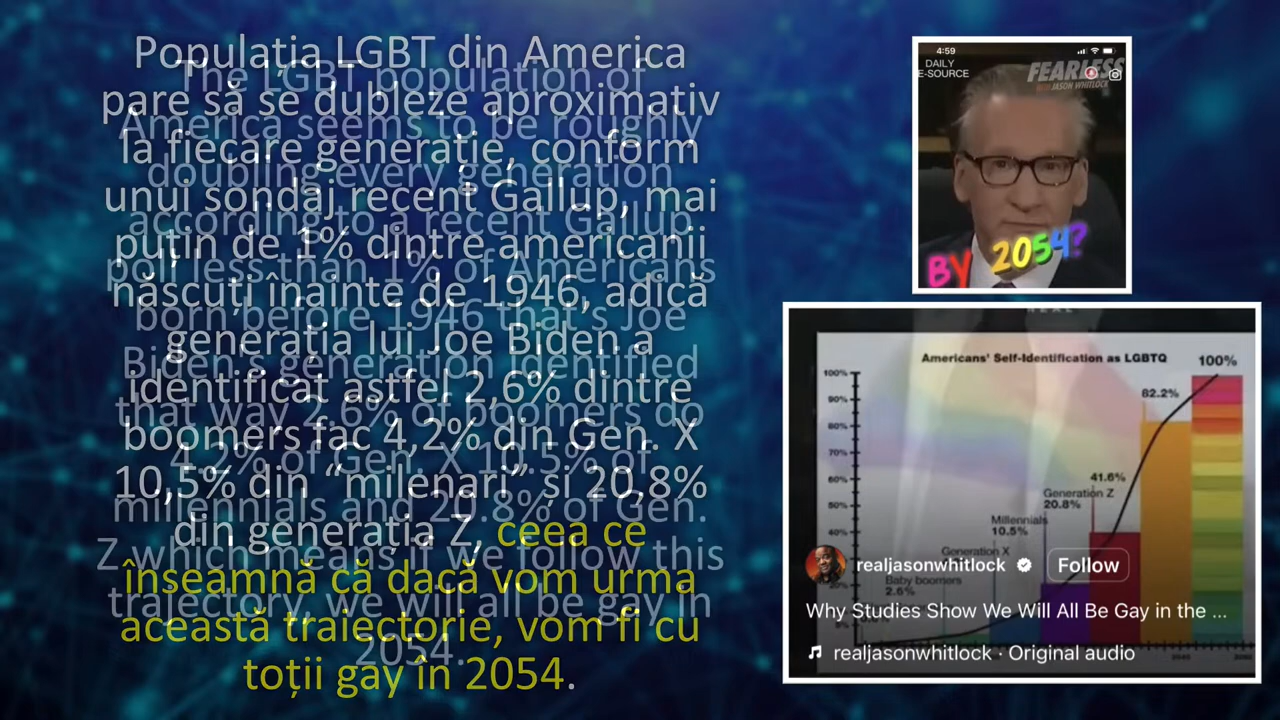 Populația LGBT din America
pare să se dubleze aproximativ
la fiecare generație, conform
unui sondaj recent Gallup, mai
puțin de 1% dintre americanii
născuți înainte de 1946, adică
generația lui Joe Biden a
identificat astfel 2,6% dintre
boomers fac 4,2% din Gen. X
10,5% din “milenari” și 20,8%
din generația Z, ceea ce
înseamnă că dacă vom urma
această traiectorie, vom fi cu
toții gay în 2054.
The LGBT population of
America seems to be roughly
doubling every generation
according to a recent Gallup
poll less than 1% of Americans
born before 1946 that's Joe
Biden's generation identified
that way 2.6% of boomers do
4.2% of Gen. X 10.5% of
millennials and 20.8% of Gen.
Z which means if we follow this
trajectory, we will all be gay in
2054.
4:59
DAILY
E-SOURCE
FEARLESS
JASON WHITLOCK
BY 2054?
Americans' Self-Identification as LGBTQ
100%
100%
90%
82.2%
80%
70%
60%
41.6%
Generation Z
50%
20.8%
Millennials
40%
10.5%
Generation X
Baby boomers
2.6%
realjasonwhitlock
Follow
Why Studies Show We Will All Be Gay in the ...
realjasonwhitlock · Original audio